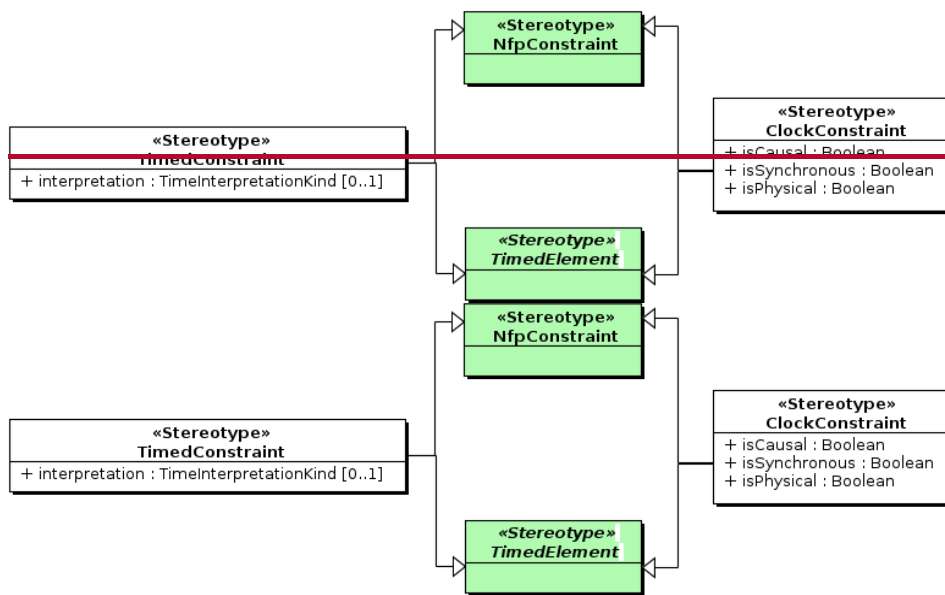 «Stereotype»
NfpConstraint
«Stereotype»
TimedConstraint
+ interpretation : TimeInterpretationKind [0..1]
«Stereotype»
ClockConstraint
+ isCausal : Boolean
+ isSynchronous : Boolean
+ isPhysical : Boolean
«Stereotype»
TimedElement
«Stereotype»
NfpConstraint
«Stereotype»
TimedConstraint
+ interpretation : TimeInterpretationKind [0..1]
«Stereotype»
ClockConstraint
+ isCausal : Boolean
+ isSynchronous : Boolean
+ isPhysical : Boolean
«Stereotype»
TimedElement